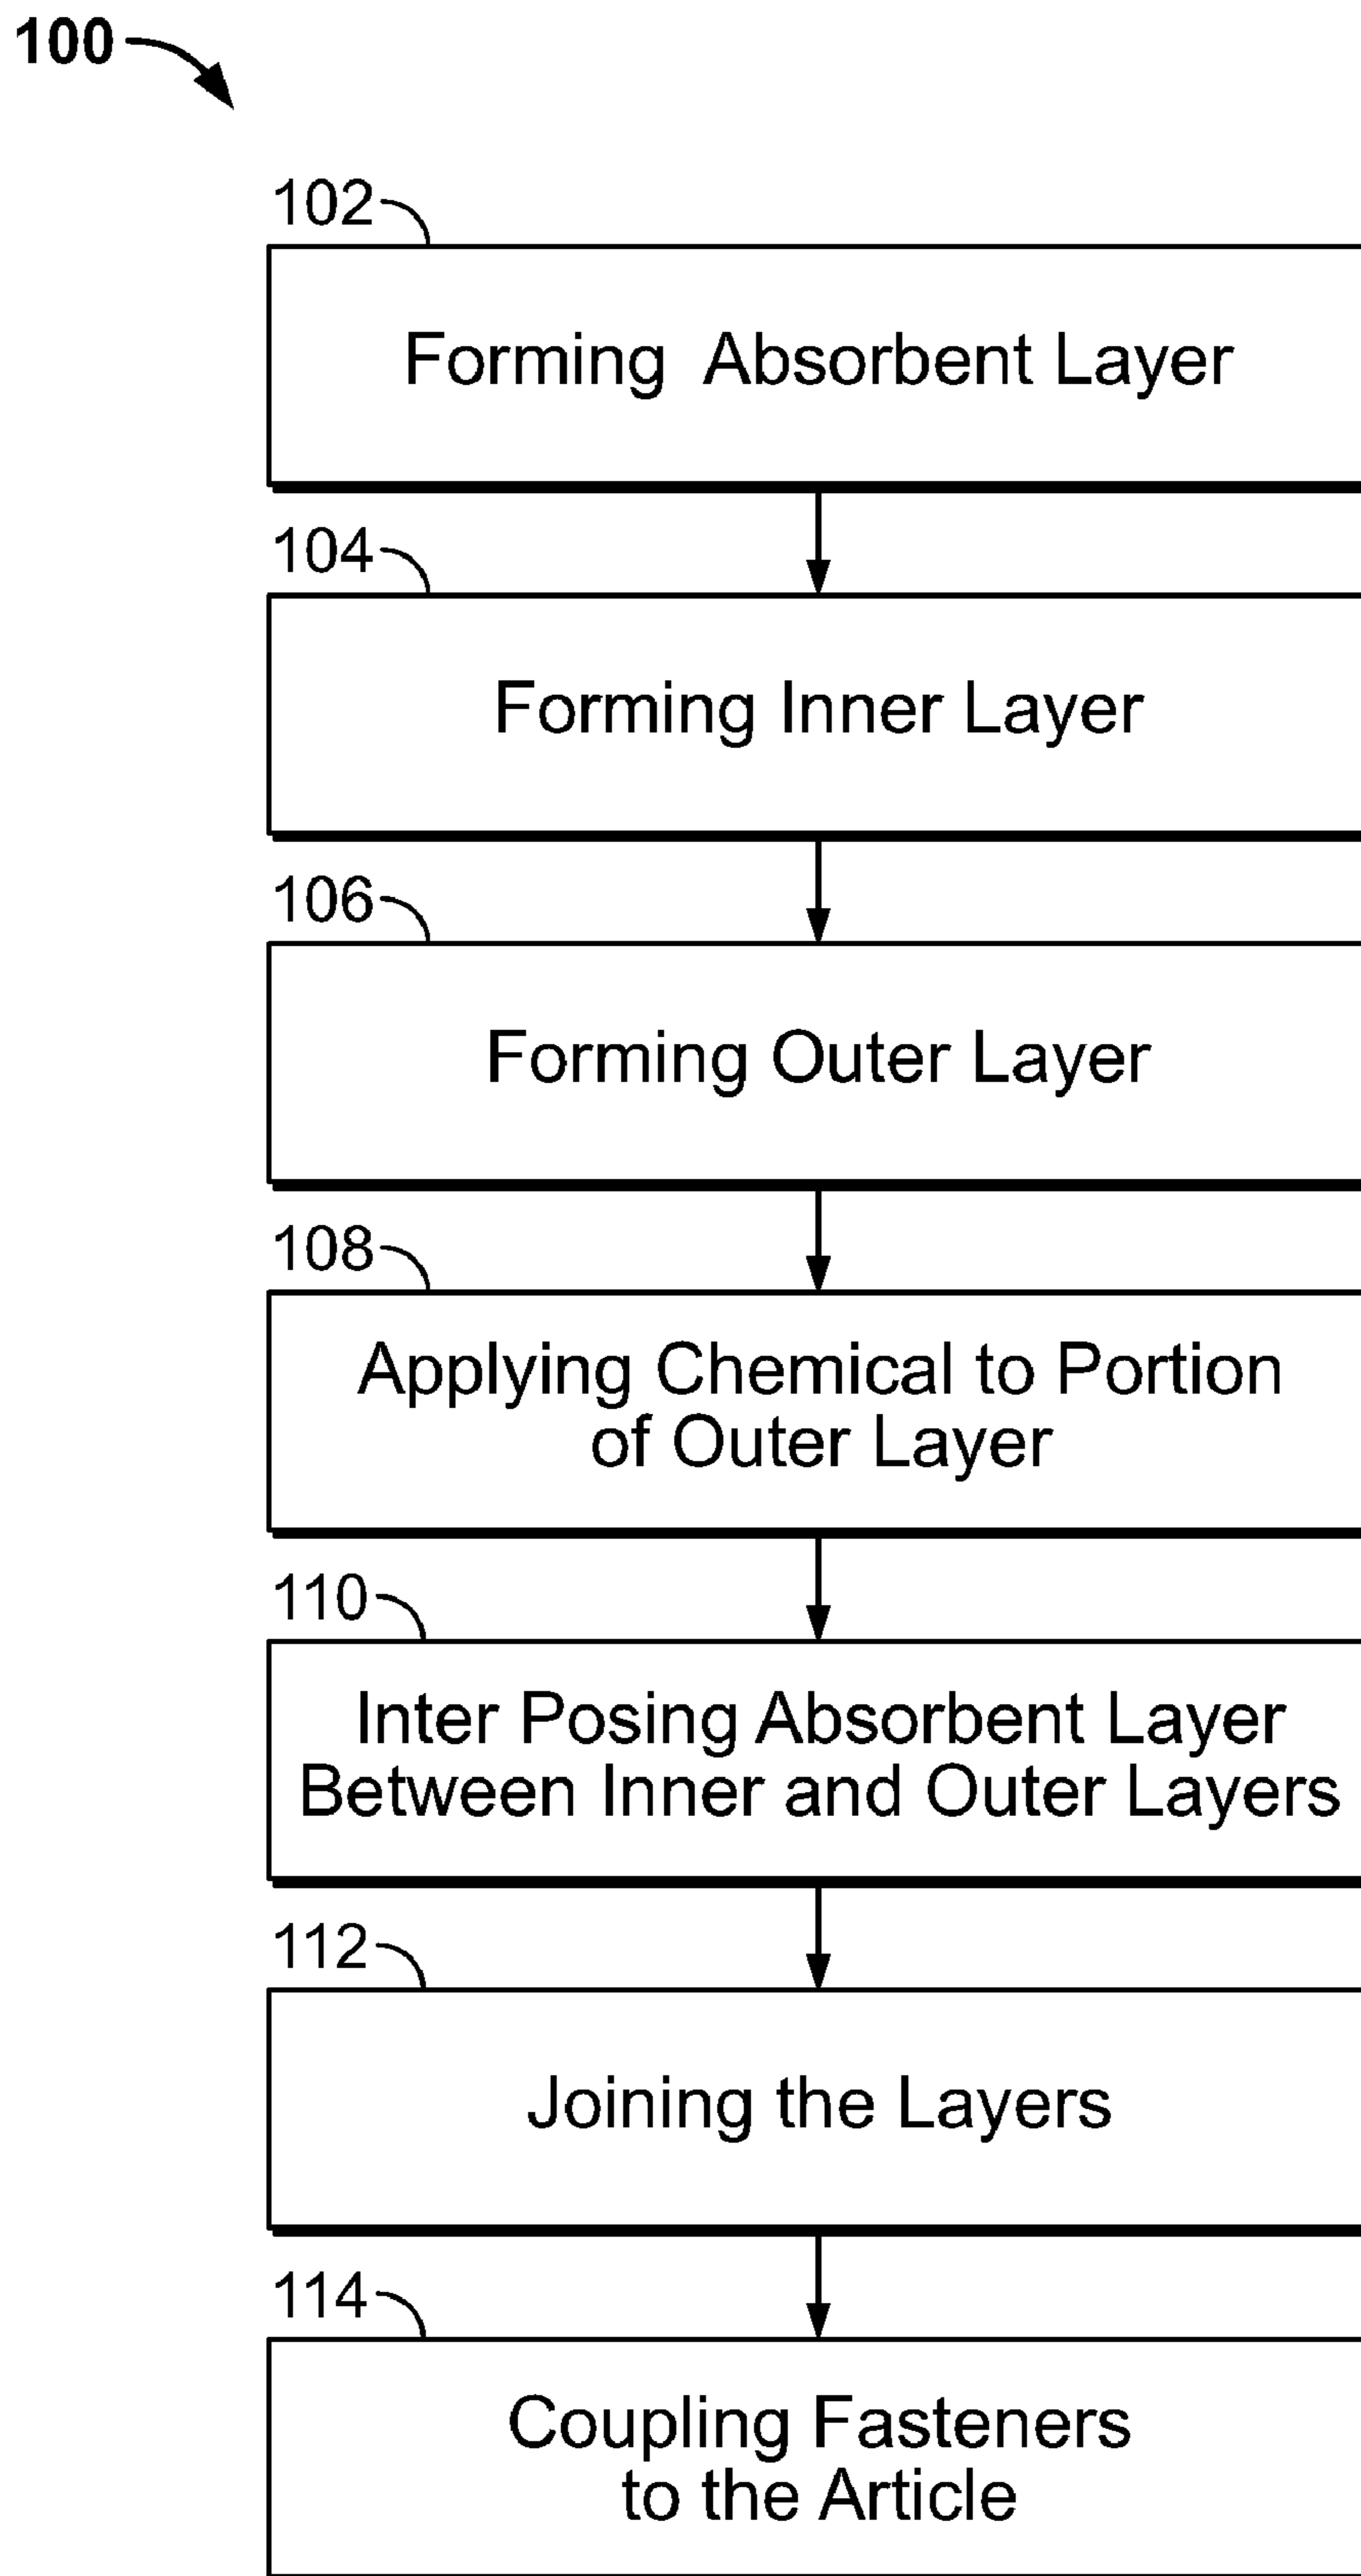 100
102
Forming Absorbent Layer
104
Forming Inner Layer
106
Forming Outer Layer
108
Applying Chemical to Portion
of Outer Layer
110
Inter Posing Absorbent Layer
Between Inner and Outer Layers
112
Joining the Layers
114
Coupling Fasteners
to the Article